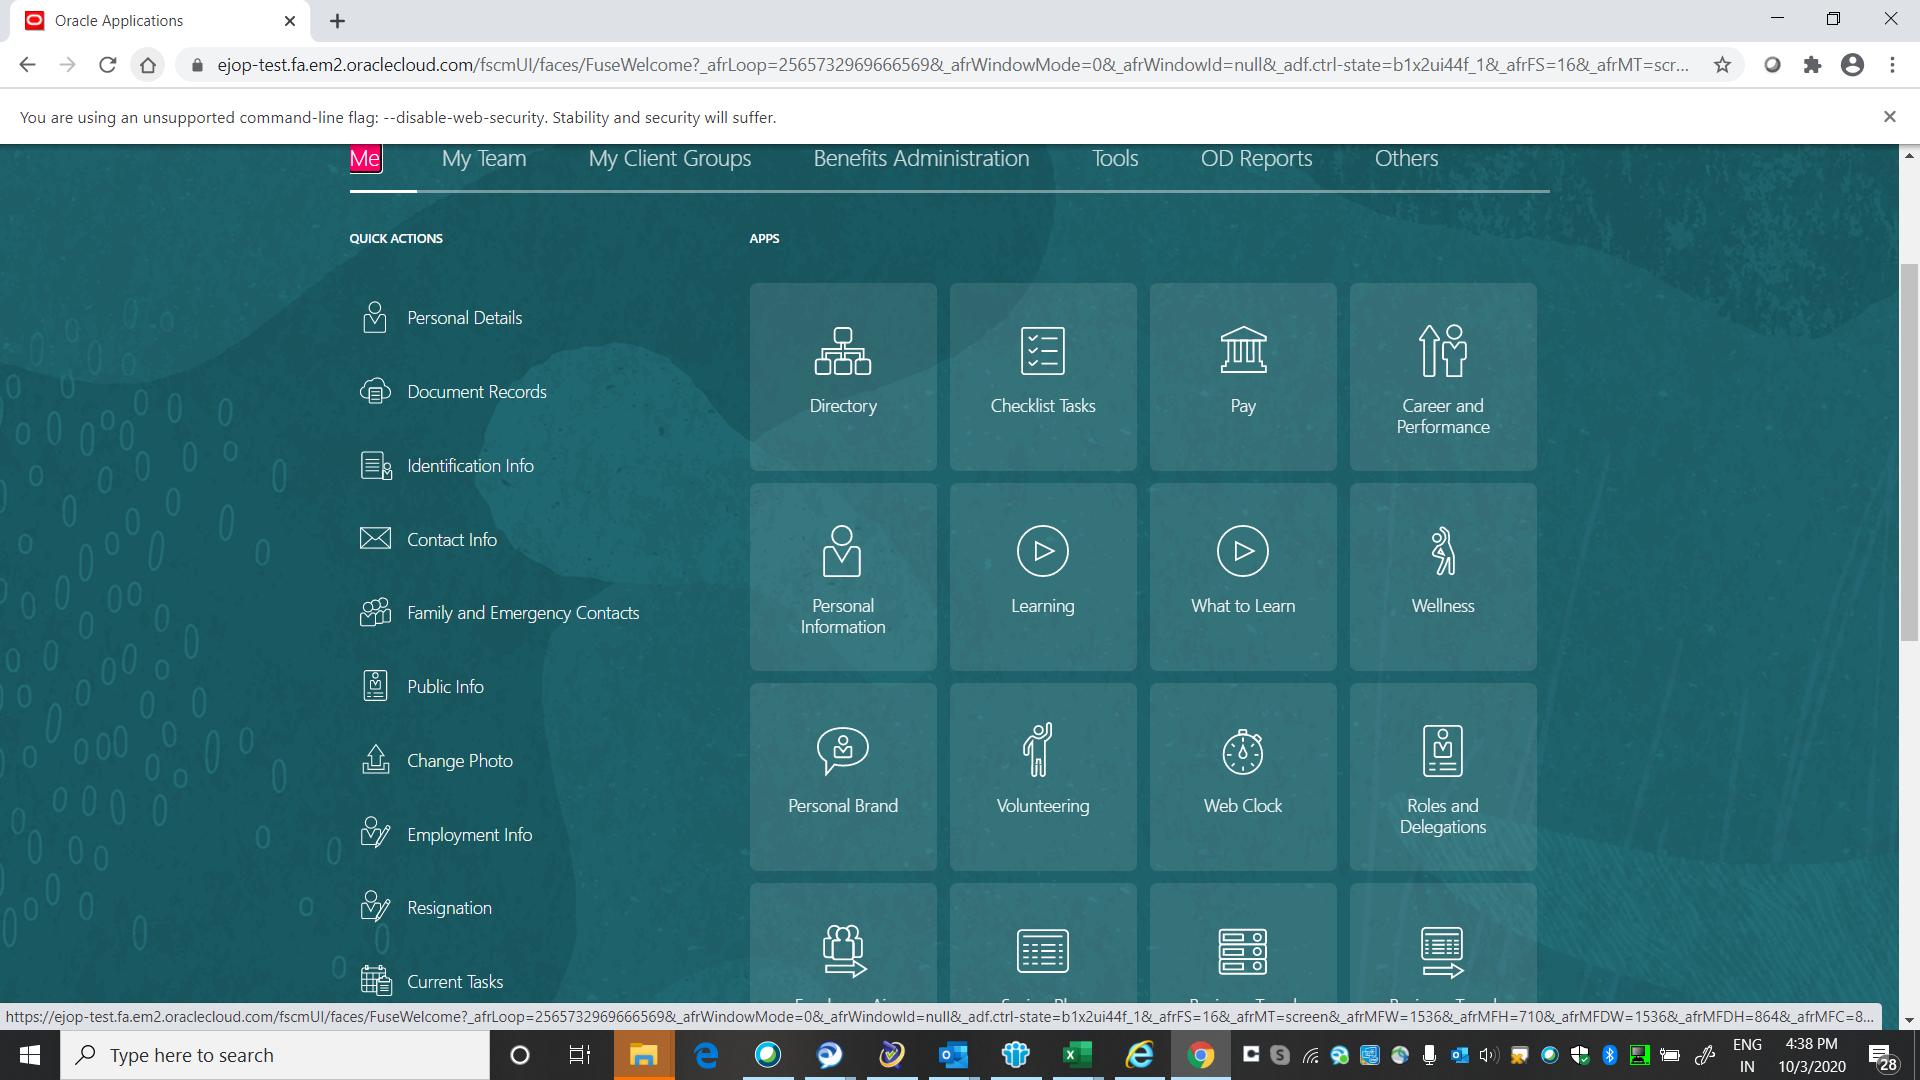 Oracle Applications
ejop-test.fa.em2.oraclecloud.com/fscmUI/faces/FuseWelcome?_afrLoop=2565732969666569&_afrWindowMode=0&_afrWindowId=null&_adf.ctrl-state=b1x2ui44f_1&_afrFS=16&_afrMT=scr...
You are using an unsupported command-line flag: --disable-web-security. Stability and security will suffer.
Me My Team My Client Groups Benefits Administration Tools OD Reports Others
QUICK ACTIONS
Personal Details
Document Records
Identification Info
Contact Info
Family and Emergency Contacts
Public Info
Change Photo
Employment Info
Resignation
Current Tasks
APPS
Directory
Checklist Tasks
Pay
Career and
Performance
Personal
Information
Learning
What to Learn
Wellness
Personal Brand
Volunteering
Web Clock
Roles and
Delegations
https://ejop-test.fa.em2.oraclecloud.com/fscmUI/faces/FuseWelcome?_afrLoop=2565732969666569&_afrWindowMode=0&_afrWindowId=null&_adf.ctrl-state=b1x2ui44f_1&_afrFS=16&_afrMT=screen&_afrMFW=1536&_afrMFH=710&_afrMFDW=1536&_afrMFDH=864&_afrMFC=8...
Type here to search
ENG
IN
4:38 PM
10/3/2020
28